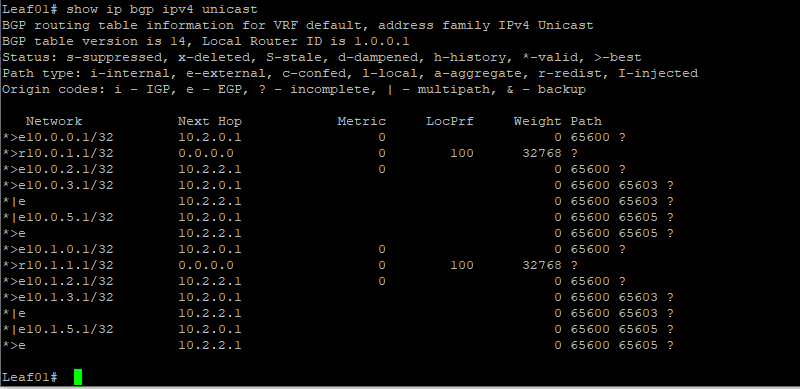 Leaf01# show ip bgp ipv4 unicast
BGP routing table information for VRF default, address family IPv4 Unicast
BGP table version is 14, Local Router ID is 1.0.0.1
Status: s-suppressed, x-deleted, S-stale, d-dampened, h-history, *-valid, >-best
Path type: i-internal, e-external, c-confed, l-local, a-aggregate, r-redist, I-injected
Origin codes: i - IGP, e - EGP, ? - incomplete, | - multipath, & - backup

   Network            Next Hop            Metric     LocPrf     Weight Path
*>e10.0.0.1/32        10.2.0.1                 0                     0 65600 ?
*>r10.0.1.1/32        0.0.0.0                  0        100      32768 ?
*>e10.0.2.1/32        10.2.2.1                 0                     0 65600 ?
*>e10.0.3.1/32        10.2.0.1                                       0 65600 65603 ?
*|e                   10.2.2.1                                       0 65600 65603 ?
*|e10.0.5.1/32        10.2.0.1                                       0 65600 65605 ?
*>e                   10.2.2.1                                       0 65600 65605 ?
*>e10.1.0.1/32        10.2.0.1                 0                     0 65600 ?
*>r10.1.1.1/32        0.0.0.0                  0        100      32768 ?
*>e10.1.2.1/32        10.2.2.1                 0                     0 65600 ?
*>e10.1.3.1/32        10.2.0.1                                       0 65600 65603 ?
*|e                   10.2.2.1                                       0 65600 65603 ?
*|e10.1.5.1/32        10.2.0.1                                       0 65600 65605 ?
*>e                   10.2.2.1                                       0 65600 65605 ?

Leaf01#